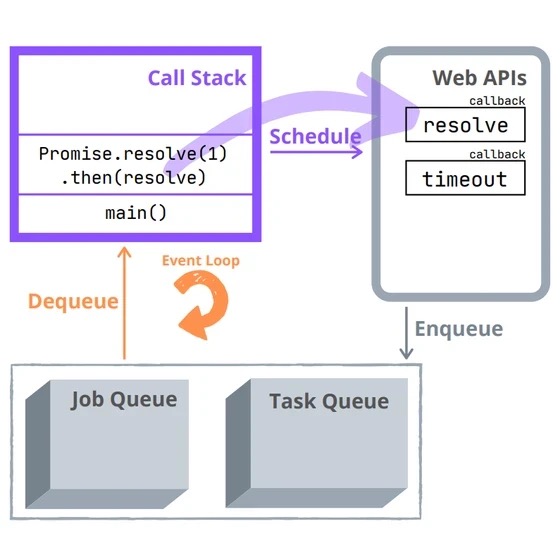 Call Stack
Promise.resolve(1)
.then(resolve)
main()
Schedule
Web APIs
callback
resolve
callback
timeout
Event Loop
Dequeue
Enqueue
Job Queue
Task Queue